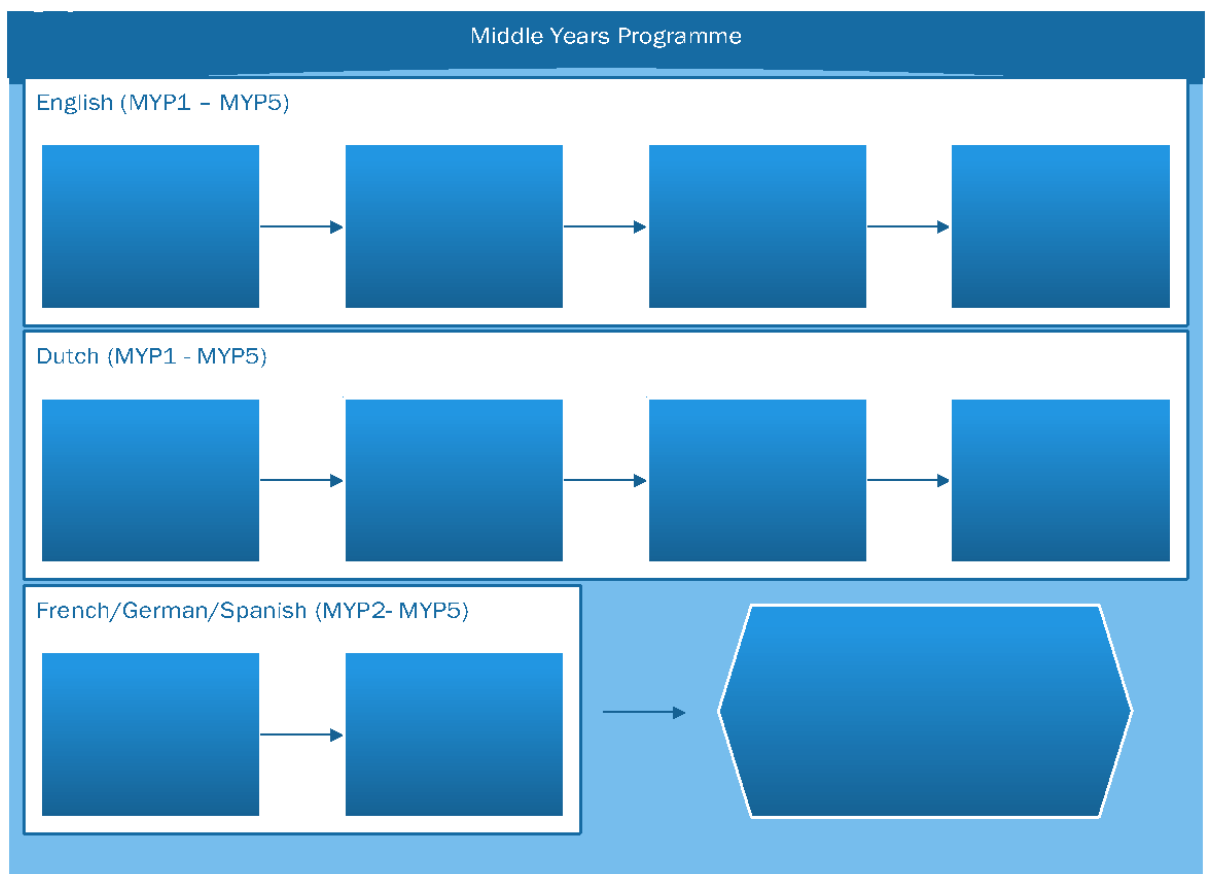 Middle Years Programme
English (MYP1 – MYP5)
Dutch (MYP1 - MYP5)
French/German/Spanish (MYP2- MYP5)